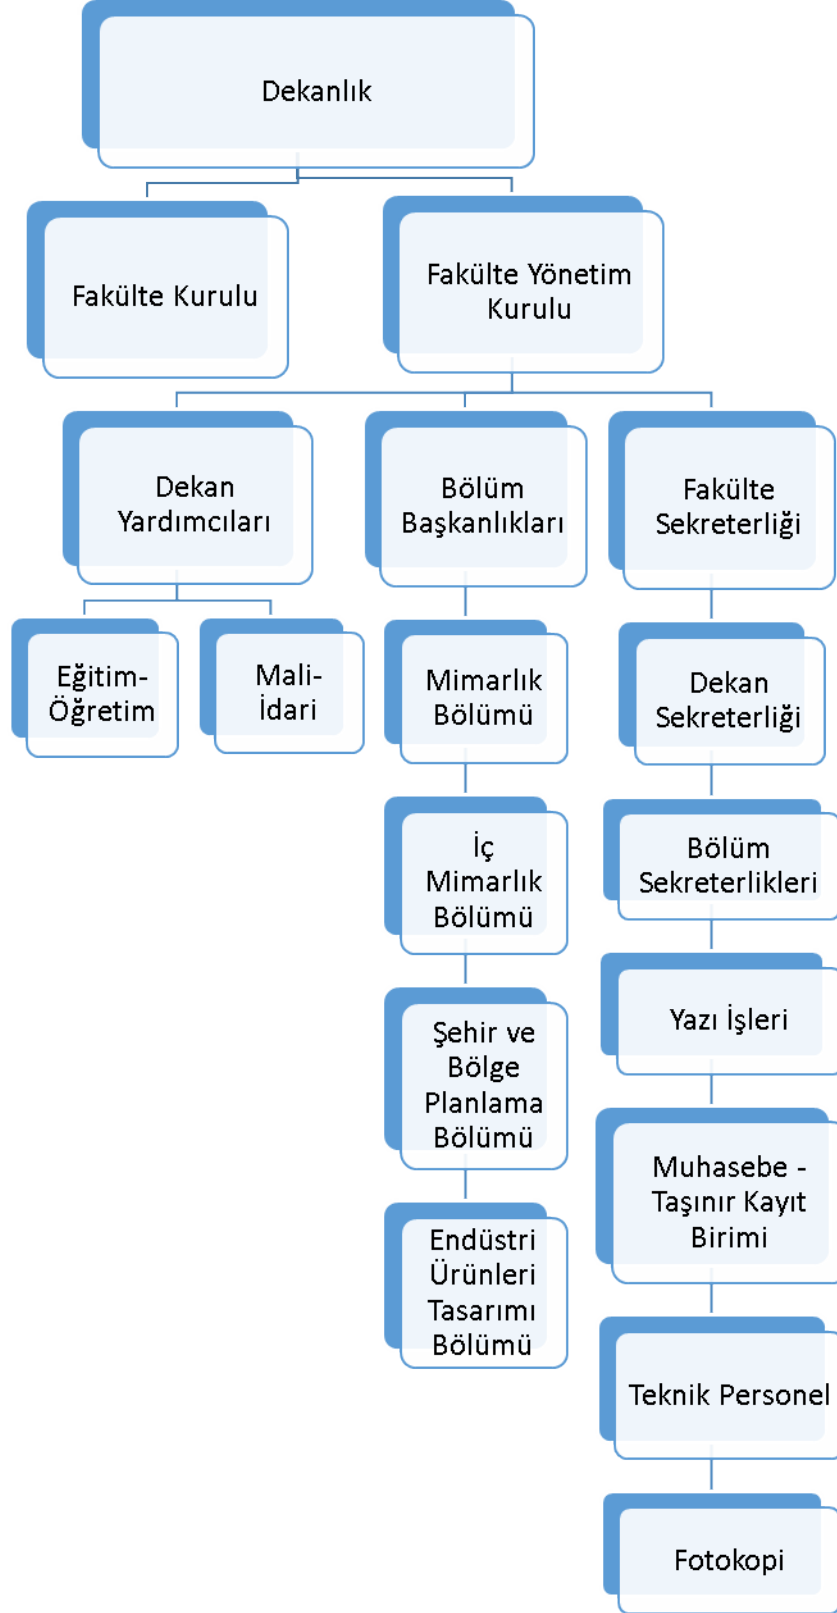 Dekanlık
Fakülte Kurulu
Fakülte Yönetim
Kurulu
Dekan
Yardımcıları
Bölüm
Başkanlıkları
Fakülte
Sekreterliği
Eğitim-
Öğretim
Mali-
İdari
Mimarlık
Bölümü
İç
Mimarlık
Bölümü
Şehir ve
Bölge
Planlama
Bölümü
Endüstri
Ürünleri
Tasarımı
Bölümü
Dekan
Sekreterliği
Bölüm
Sekreterlikleri
Yazı İşleri
Muhasebe -
Taşınır Kayıt
Birimi
Teknik Personel
Fotokopi